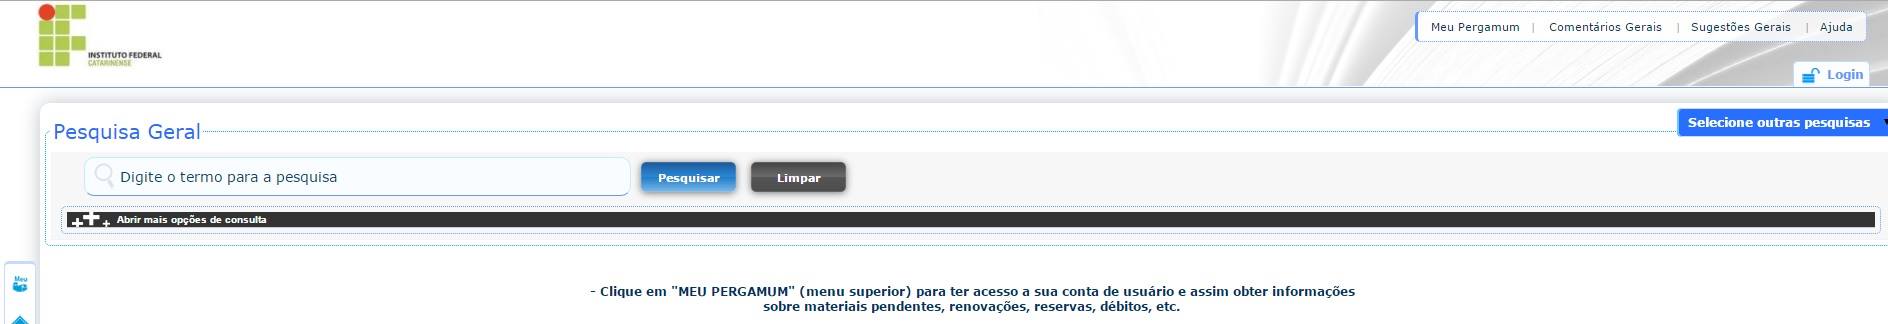 INSTITUTO FEDERAL
CATARINENSE
Meu Pergamum | Comentários Gerais | Sugestões Gerais | Ajuda
Login
Pesquisa Geral
Selecione outras pesquisas
Digite o termo para a pesquisa
Pesquisar
Limpar
Abrir mais opções de consulta
Meu
- Clique em "MEU PERGAMUM" (menu superior) para ter acesso a sua conta de usuário e assim obter informações
sobre materiais pendentes, renovações, reservas, débitos, etc.